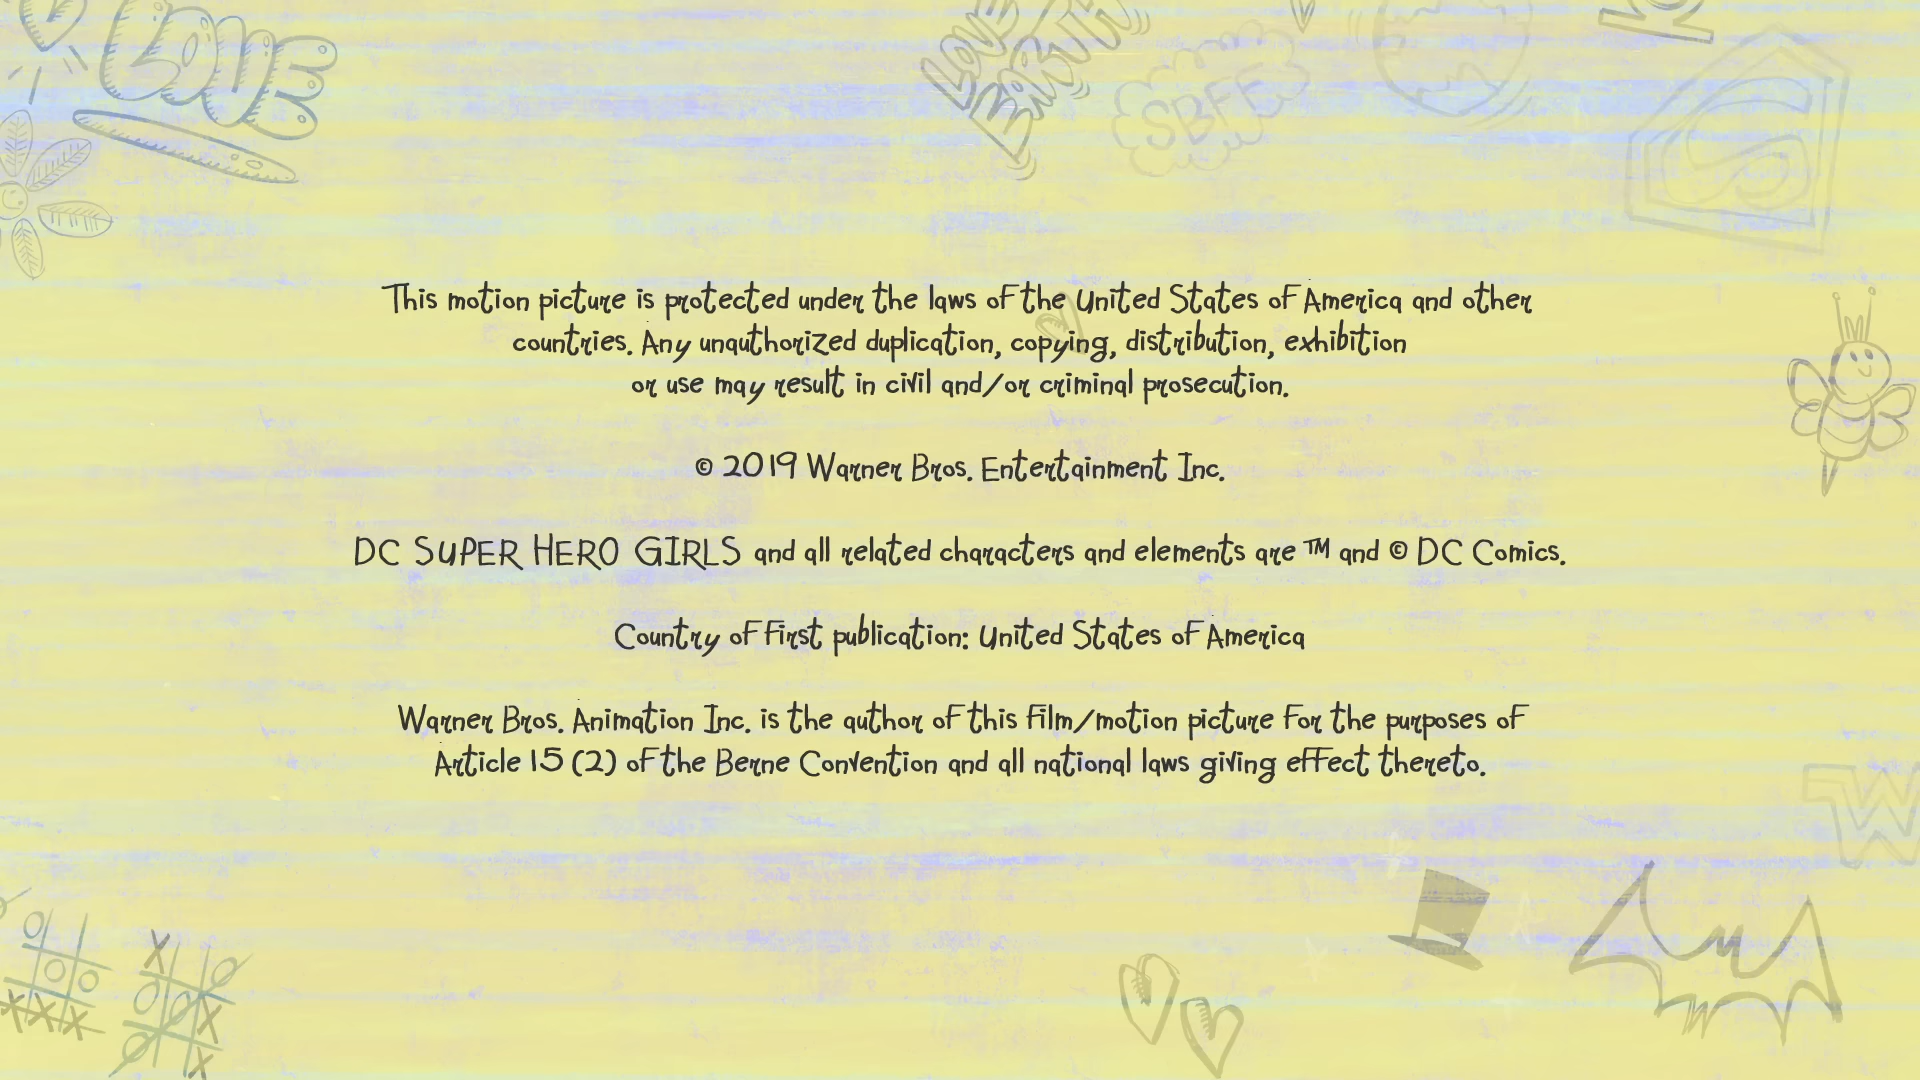 LOVE
LOVE
EARTH
SBFF
S
This motion picture is protected under the laws of the United States of America and other
countries. Any unauthorized duplication, copying, distribution, exhibition
or use may result in civil and/or criminal prosecution.
© 2019 Warner Bros. Entertainment Inc.
DC SUPER HERO GIRLS and all related characters and elements are ™ and © DC Comics.
Country of first publication: United States of America
Warner Bros. Animation Inc. is the author of this film/motion picture for the purposes of
Article 15 (2) of the Berne Convention and all national laws giving effect thereto.
W